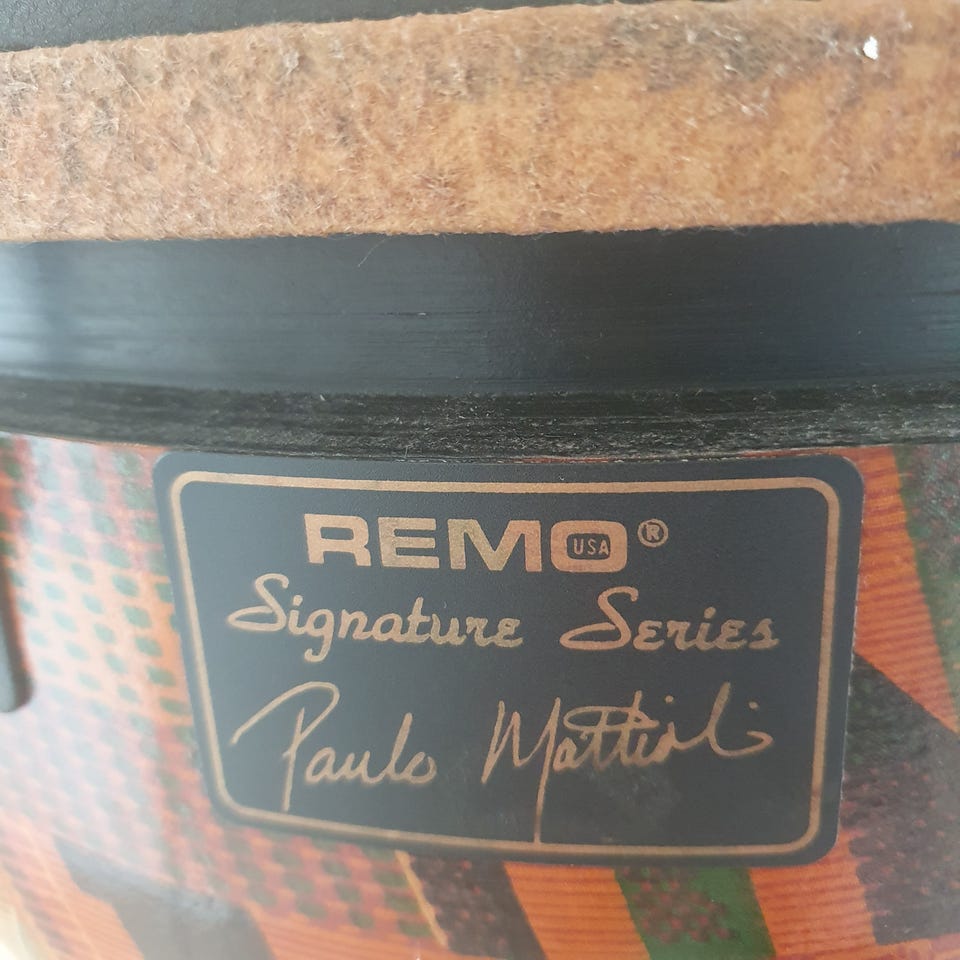 REMO USA ®
Signature Series
Paulo Mattioli